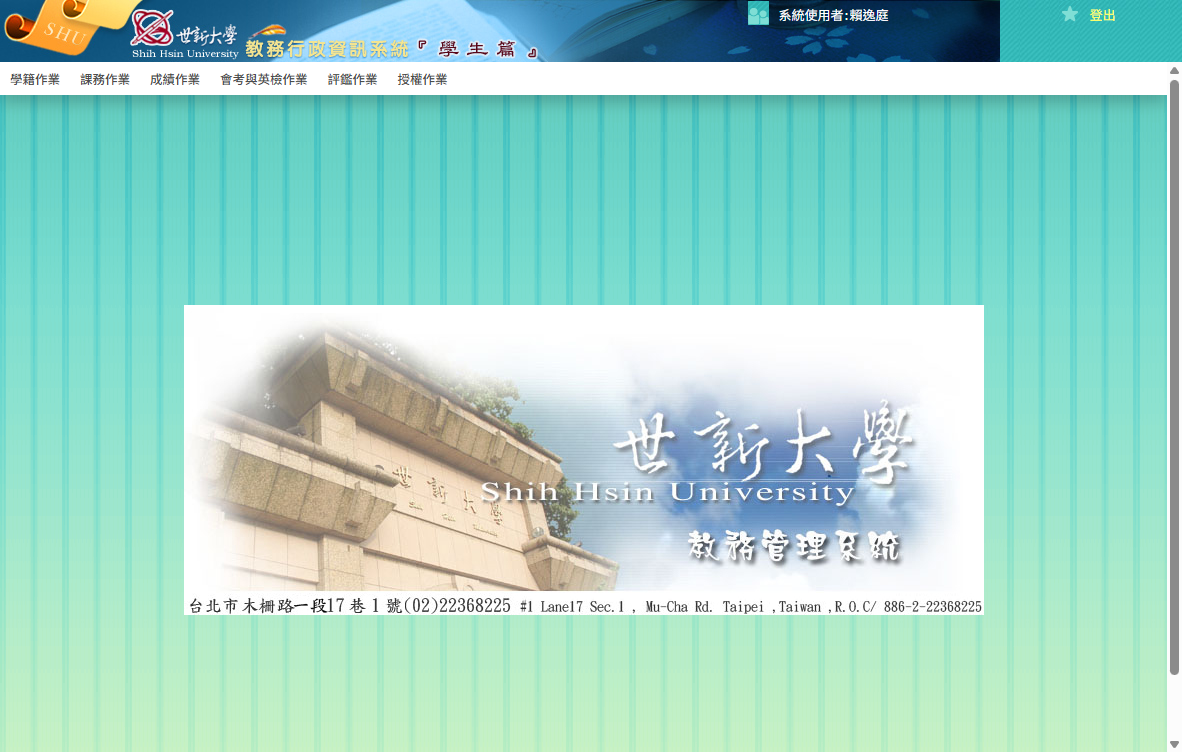 SHU
世新大學
Shih Hsin University
教務行政資訊系統『學生篇』
系統使用者:賴逸庭
登出
學籍作業 課務作業 成績作業 會考與英檢作業 評鑑作業 授權作業
世新大學
世新大學
Shih Hsin University
教務管理系統
台北市木柵路一段17巷1號(02)22368225 #1 Lane17 Sec.1 , Mu-Cha Rd. Taipei ,Taiwan ,R.O.C/ 886-2-22368225